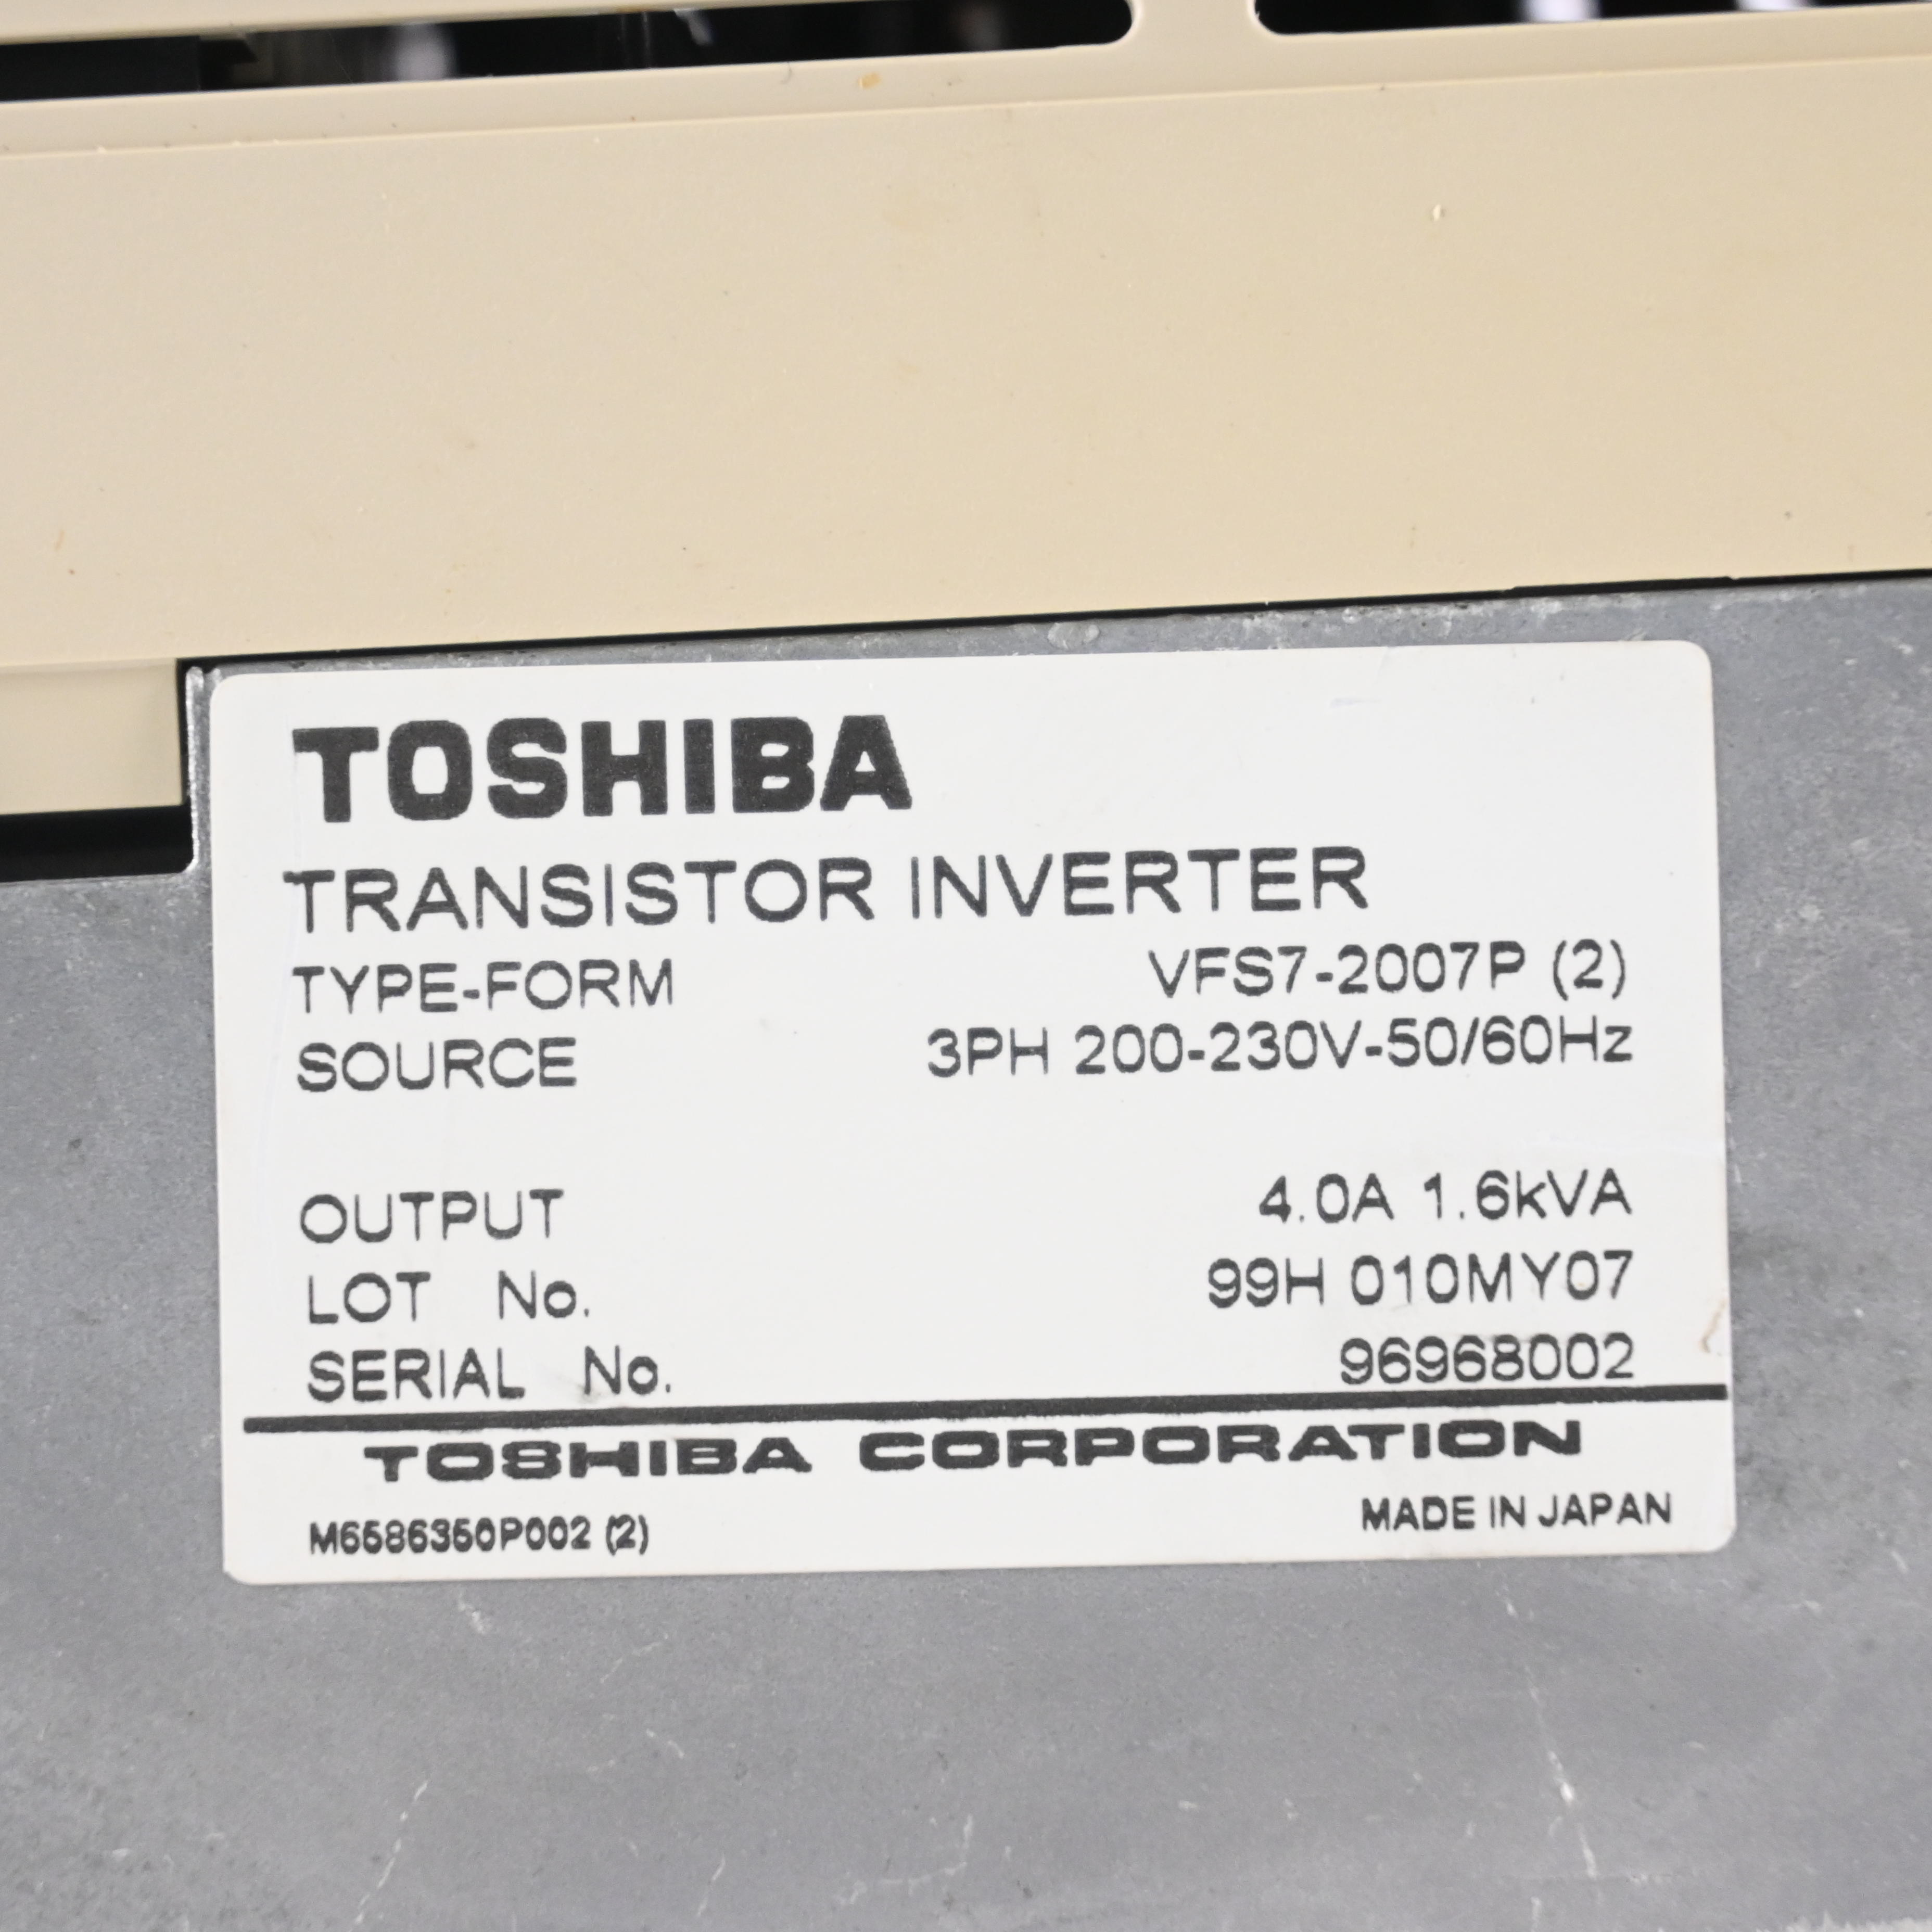 TOSHIBA
TRANSISTOR INVERTER
TYPE-FORM VFS7-2007P (2)
SOURCE 3PH 200-230V-50/60Hz
OUTPUT 4.0A 1.6kVA
LOT No. 99H 010MY07
SERIAL No. 96968002
TOSHIBA CORPORATION
M6586350P002 (2) MADE IN JAPAN